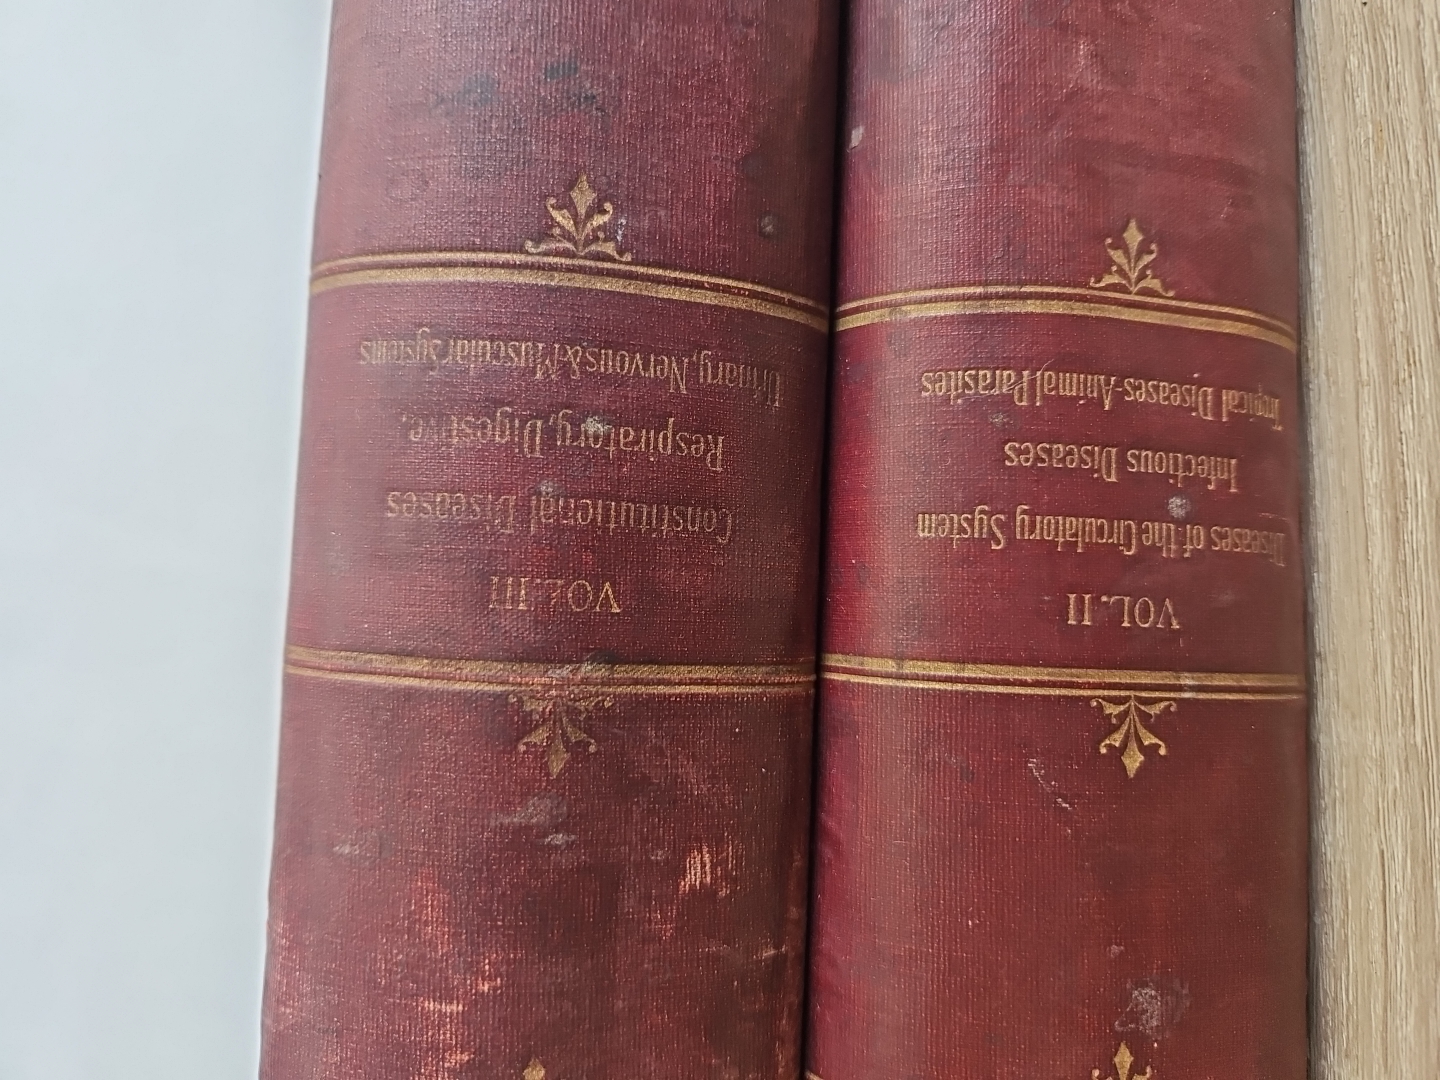 VOL. II
Diseases of the Circulatory System
Infectious Diseases
Tropical Diseases-Animal Parasites
VOL. III
Constitutional Diseases
Respiratory, Digestive,
Urinary, Nervous & Muscular Systems